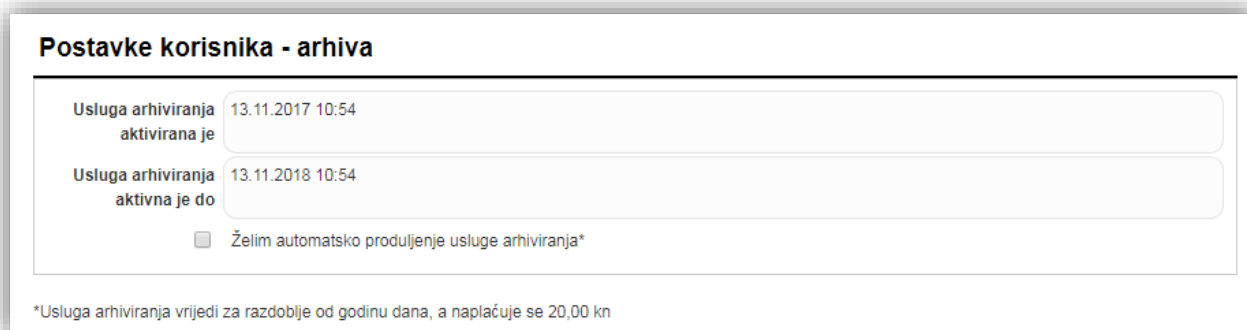 Postavke korisnika - arhiva
Usluga arhiviranja 13.11.2017 10:54
aktivirana je
Usluga arhiviranja 13.11.2018 10:54
aktivna je do
Želim automatsko produljenje usluge arhiviranja*
*Usluga arhiviranja vrijedi za razdoblje od godinu dana, a naplaćuje se 20,00 kn